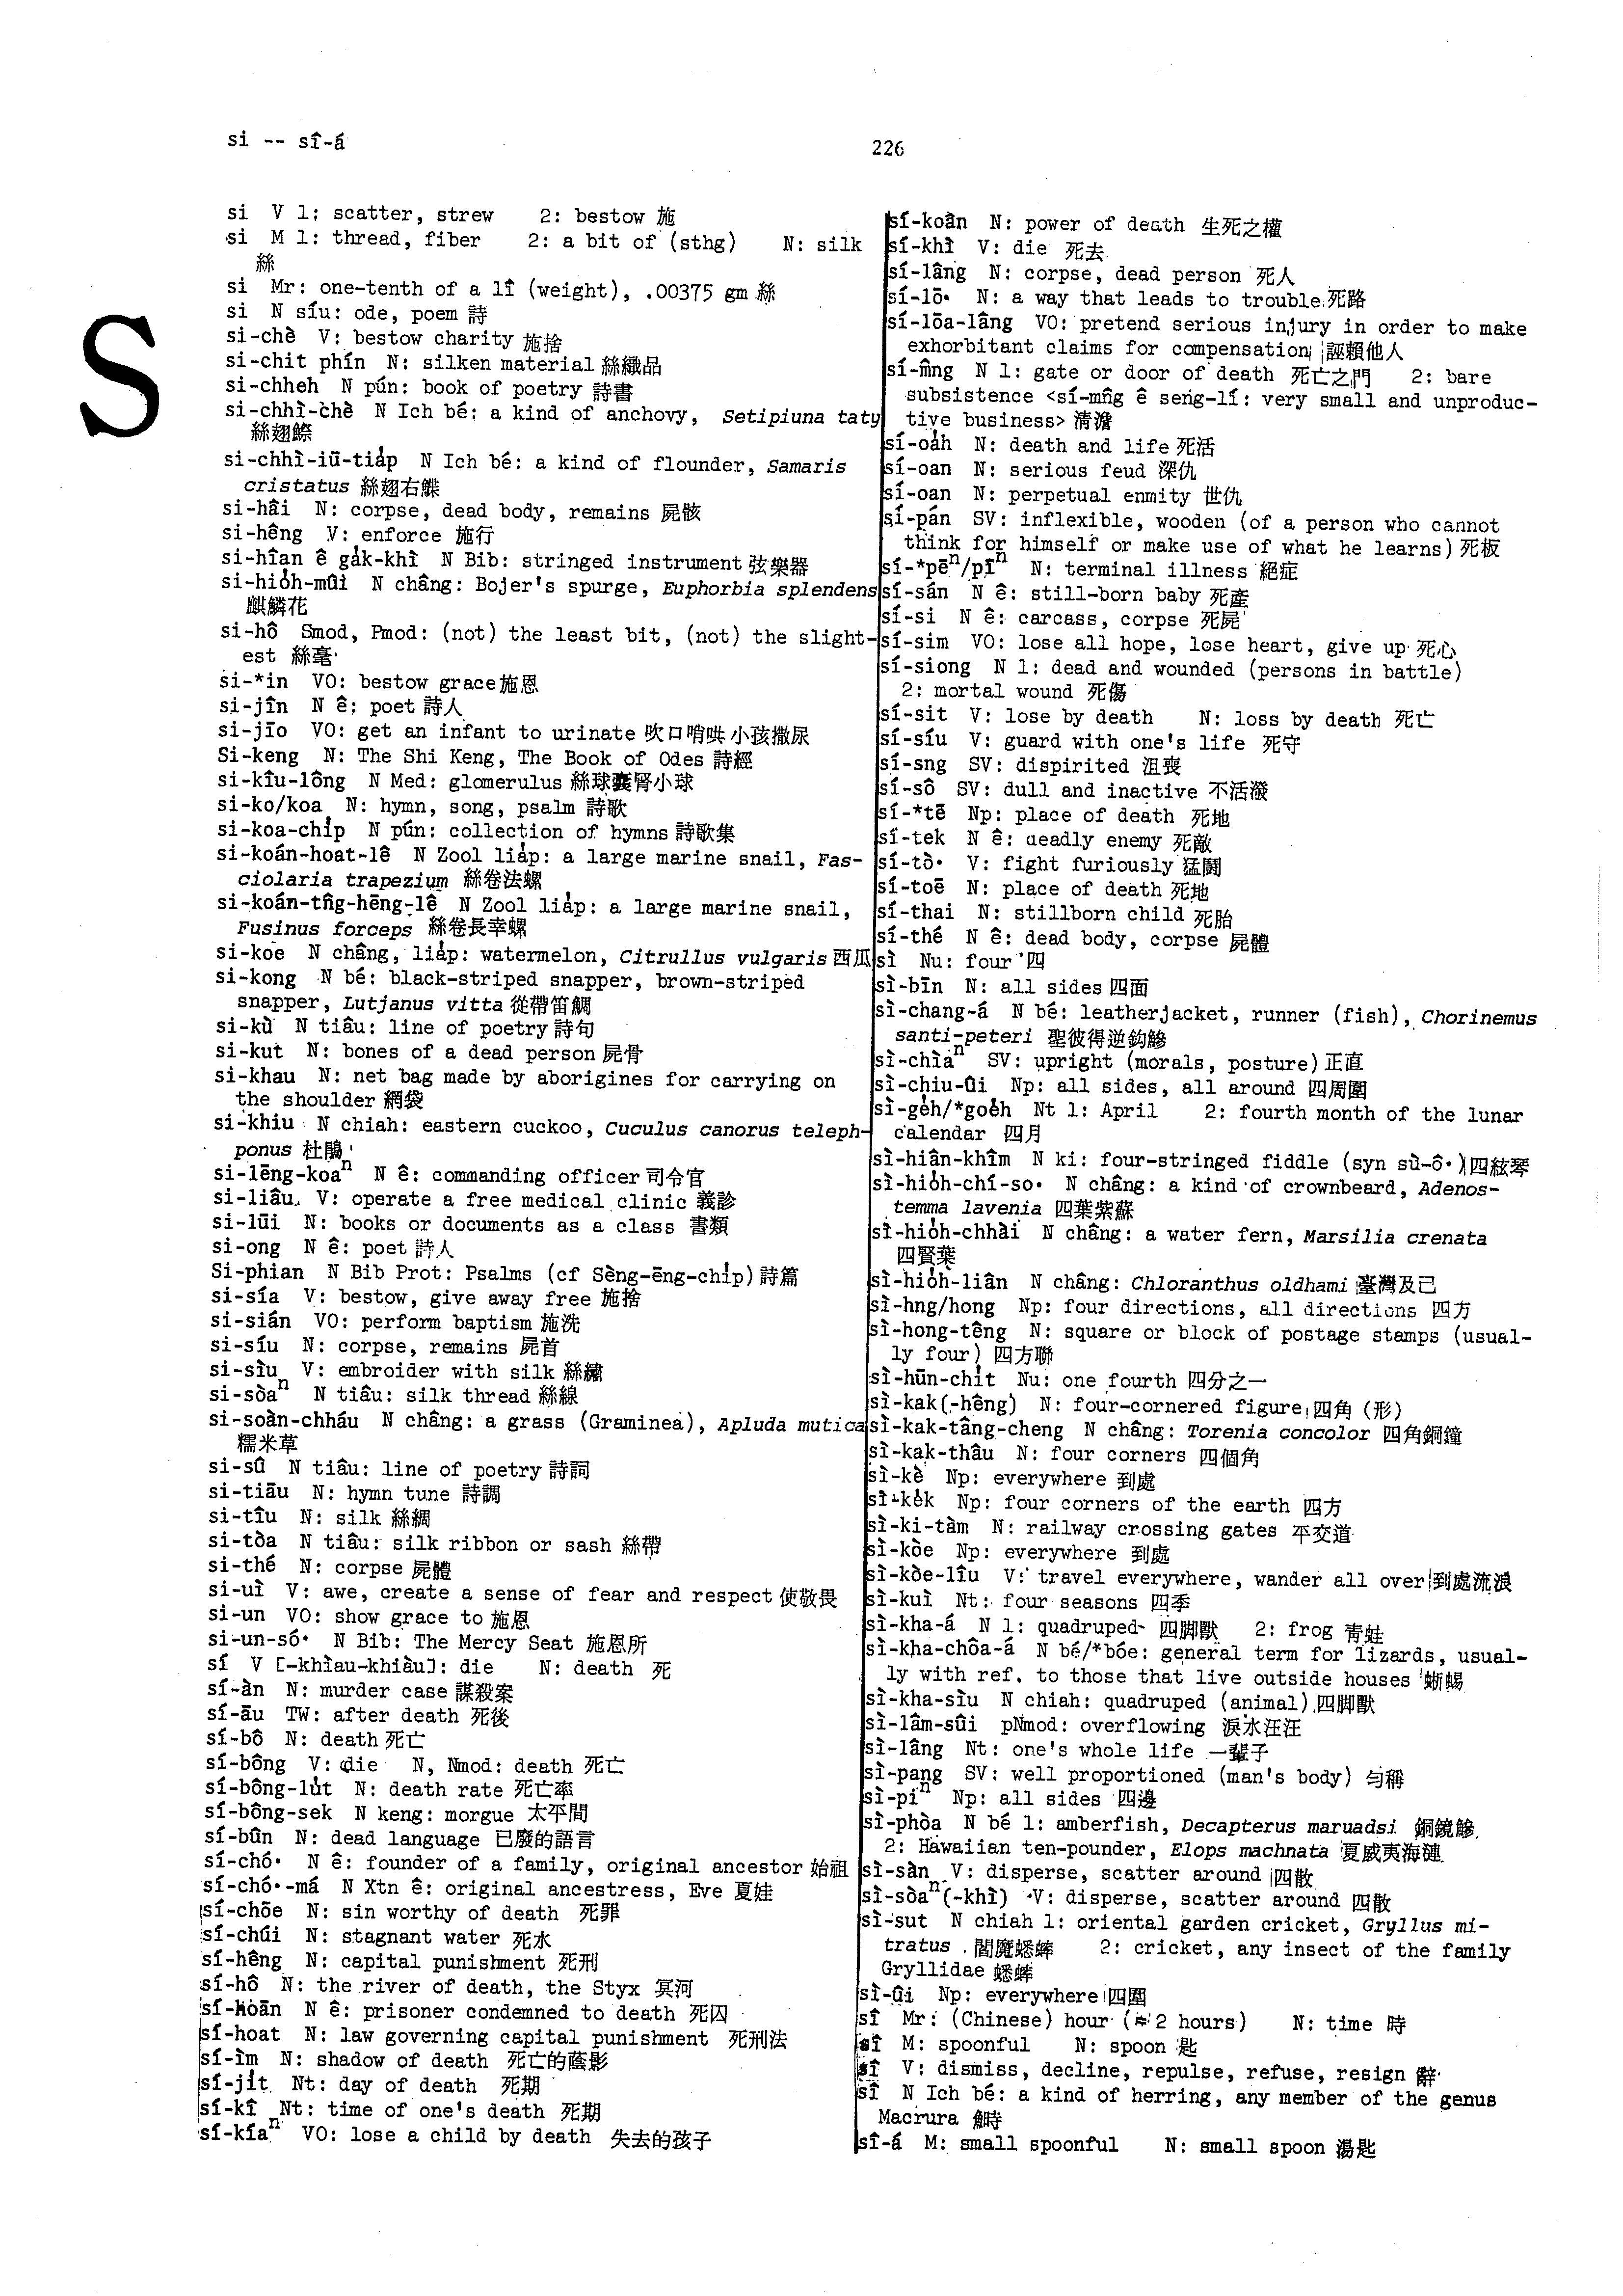 si -- sî-á
226
S
si V 1: scatter, strew 2: bestow 施
si M 1: thread, fiber 2: a bit of (sthg) N: silk
絲
si Mr: one-tenth of a lî (weight), .00375 gm 絲
si N síu: ode, poem 詩
si-chè V: bestow charity 施捨
si-chit phín N: silken material 絲織品
si-chheh N pún: book of poetry 詩書
si-chhì-chè N Ich bé: a kind of anchovy, Setipiuna taty
絲翅鰶
si-chhì-iū-tia̍p N Ich bé: a kind of flounder, Samaris
cristatus 絲翅右鰈
si-hâi N: corpse, dead body, remains 屍骸
si-hêng V: enforce 施行
si-hîan ê ga̍k-khì N Bib: stringed instrument 弦樂器
si-hio̍h-mûi N châng: Bojer's spurge, Euphorbia splendens
麒麟花
si-hô Smod, Pmod: (not) the least bit, (not) the slight-
est 絲毫
si-*in VO: bestow grace 施恩
si-jîn N ê: poet 詩人
si-jīo VO: get an infant to urinate 吹口哨哄小孩撒尿
Si-keng N: The Shi Keng, The Book of Odes 詩經
si-kîu-lông N Med: glomerulus 絲球囊腎小球
si-ko/koa N: hymn, song, psalm 詩歌
si-koa-chi̍p N pún: collection of hymns 詩歌集
si-koán-hoat-lê N Zool lia̍p: a large marine snail, Fas-
ciolaria trapezium 絲卷法螺
si-koán-tn̂g-hēng-lê N Zool lia̍p: a large marine snail,
Fusinus forceps 絲卷長幸螺
si-koe N châng, lia̍p: watermelon, Citrullus vulgaris 西瓜
si-kong N bé: black-striped snapper, brown-striped
snapper, Lutjanus vitta 從帶笛鯛
si-kù N tiâu: line of poetry 詩句
si-kut N: bones of a dead person 屍骨
si-khau N: net bag made by aborigines for carrying on
the shoulder 網袋
si-khiu N chiah: eastern cuckoo, Cuculus canorus teleph-
ponus 杜鵑
si-lēng-koaⁿ N ê: commanding officer 司令官
si-liâu V: operate a free medical clinic 義診
si-lūi N: books or documents as a class 書類
si-ong N ê: poet 詩人
Si-phian N Bib Prot: Psalms (cf Sèng-ēng-chi̍p) 詩篇
si-sía V: bestow, give away free 施捨
si-sián VO: perform baptism 施洗
si-síu N: corpse, remains 屍首
si-sìu V: embroider with silk 絲繡
si-sòaⁿ N tiâu: silk thread 絲線
si-soàn-chháu N châng: a grass (Graminea), Apluda mutica
糯米草
si-sû N tiâu: line of poetry 詩詞
si-tiāu N: hymn tune 詩調
si-tîu N: silk 絲綢
si-tòa N tiâu: silk ribbon or sash 絲帶
si-thé N: corpse 屍體
si-uì V: awe, create a sense of fear and respect 使敬畏
si-un VO: show grace to 施恩
si-un-só· N Bib: The Mercy Seat 施恩所
sí V [-khìau-khiàu]: die N: death 死
sí-àn N: murder case 謀殺案
sí-āu TW: after death 死後
sí-bô N: death 死亡
sí-bông V: die N, Nmod: death 死亡
sí-bông-lu̍t N: death rate 死亡率
sí-bông-sek N keng: morgue 太平間
sí-bûn N: dead language 已廢的語言
sí-chó· N ê: founder of a family, original ancestor 始祖
sí-chó·-má N Xtn ê: original ancestress, Eve 夏娃
sí-chōe N: sin worthy of death 死罪
sí-chúi N: stagnant water 死水
sí-hêng N: capital punishment 死刑
sí-hô N: the river of death, the Styx 冥河
sí-hoān N ê: prisoner condemned to death 死囚
sí-hoat N: law governing capital punishment 死刑法
sí-ìm N: shadow of death 死亡的蔭影
sí-ji̍t Nt: day of death 死期
sí-kî Nt: time of one's death 死期
sí-kíaⁿ VO: lose a child by death 失去的孩子
sí-koân N: power of death 生死之權
sí-khì V: die 死去
sí-lâng N: corpse, dead person 死人
sí-lō· N: a way that leads to trouble 死路
sí-lōa-lâng VO: pretend serious injury in order to make
exhorbitant claims for compensation 誣賴他人
sí-mn̂g N 1: gate or door of death 死亡之門 2: bare
subsistence <sí-mn̂g ê seng-lí: very small and unproduc-
tive business> 清澹
sí-oa̍h N: death and life 死活
sí-oan N: serious feud 深仇
sí-oan N: perpetual enmity 世仇
sí-pán SV: inflexible, wooden (of a person who cannot
think for himself or make use of what he learns) 死板
sí-*pēⁿ/pīⁿ N: terminal illness 絕症
sí-sán N ê: still-born baby 死產
sí-si N ê: carcass, corpse 死屍
sí-sim VO: lose all hope, lose heart, give up 死心
sí-siong N 1: dead and wounded (persons in battle)
2: mortal wound 死傷
sí-sit V: lose by death N: loss by death 死亡
sí-síu V: guard with one's life 死守
sí-sng SV: dispirited 沮喪
sí-sô SV: dull and inactive 不活潑
sí-*tē Np: place of death 死地
sí-tek N ê: deadly enemy 死敵
sí-tò· V: fight furiously 猛鬪
sí-toē N: place of death 死地
sí-thai N: stillborn child 死胎
sí-thé N ê: dead body, corpse 屍體
sì Nu: four 四
sì-bīn N: all sides 四面
sì-chang-á N bé: leatherjacket, runner (fish), Chorinemus
santi-peteri 聖彼得逆鈎鰺
sì-chìaⁿ SV: upright (morals, posture) 正直
sì-chiu-ûi Np: all sides, all around 四周圍
sì-ge̍h/*goe̍h Nt 1: April 2: fourth month of the lunar
calendar 四月
sì-hiân-khîm N ki: four-stringed fiddle (syn sù-ô·) 四絃琴
sì-hio̍h-chí-so· N châng: a kind of crownbeard, Adenos-
temma lavenia 四葉紫蘇
sì-hio̍h-chhài N châng: a water fern, Marsilia crenata
四賢葉
sì-hio̍h-liân N châng: Chloranthus oldhami 臺灣及己
sì-hng/hong Np: four directions, all directions 四方
sì-hong-têng N: square or block of postage stamps (usual-
ly four) 四方聯
sì-hūn-chi̍t Nu: one fourth 四分之一
sì-kak(-hêng) N: four-cornered figure 四角(形)
sì-kak-tâng-cheng N châng: Torenia concolor 四角銅鐘
sì-kak-thâu N: four corners 四個角
sì-kè Np: everywhere 到處
sì-ke̍k Np: four corners of the earth 四方
sì-ki-tàm N: railway crossing gates 平交道
sì-kòe Np: everywhere 到處
sì-kòe-lîu V: travel everywhere, wander all over 到處流浪
sì-kuì Nt: four seasons 四季
sì-kha-á N 1: quadruped 四脚獸 2: frog 青蛙
sì-kha-chôa-á N bé/*bóe: general term for lizards, usual-
ly with ref. to those that live outside houses 蜥蜴
sì-kha-sìu N chiah: quadruped (animal) 四脚獸
sì-lâm-sûi pNmod: overflowing 淚水汪汪
sì-lâng Nt: one's whole life 一輩子
sì-pang SV: well proportioned (man's body) 勻稱
sì-piⁿ Np: all sides 四邊
sì-phòa N bé 1: amberfish, Decapterus maruadsi 銅鏡鰺
2: Hawaiian ten-pounder, Elops machnata 夏威夷海漣
sì-sàn V: disperse, scatter around 四散
sì-sòaⁿ(-khì) V: disperse, scatter around 四散
sì-sut N chiah 1: oriental garden cricket, Gryllus mi-
tratus 閻魔蟋蟀 2: cricket, any insect of the family
Gryllidae 蟋蟀
sì-ûi Np: everywhere 四圍
sî Mr: (Chinese) hour (≈ 2 hours) N: time 時
sî M: spoonful N: spoon 匙
sî V: dismiss, decline, repulse, refuse, resign 辭
sî N Ich bé: a kind of herring, any member of the genus
Macrura 鰣
sî-á M: small spoonful N: small spoon 湯匙